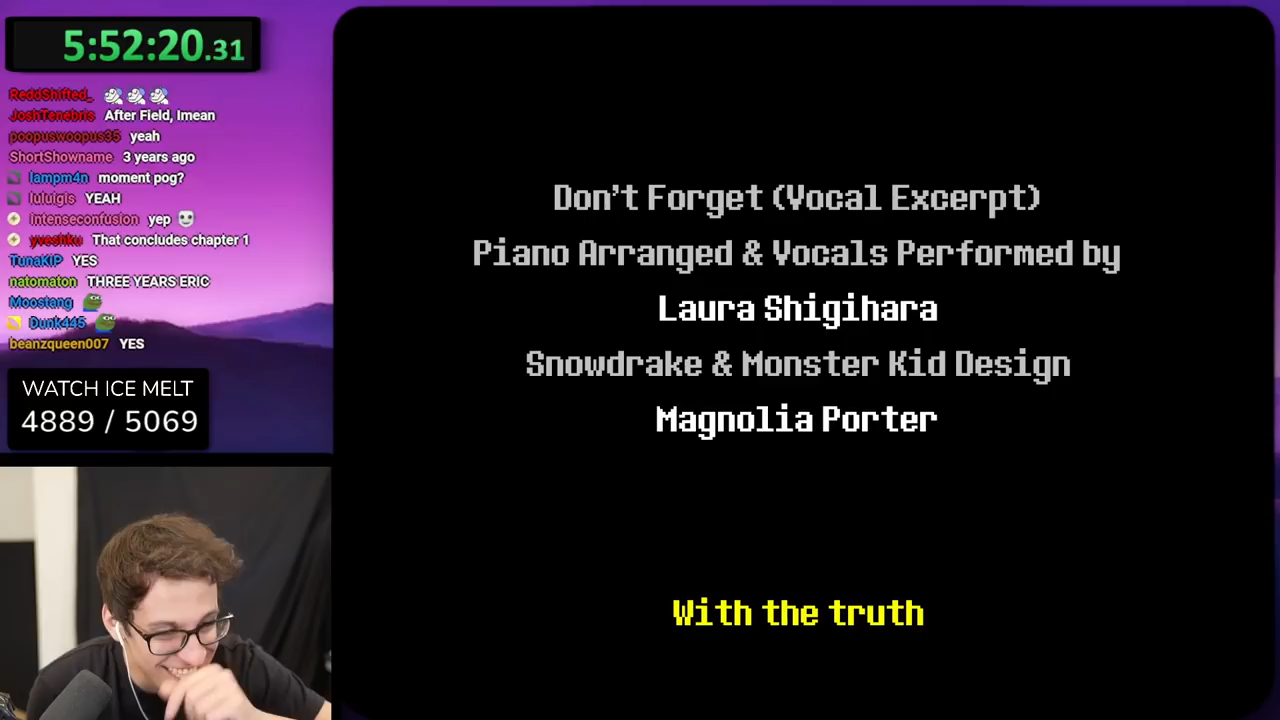 5:52:20.31
ReddShifted_
JoshTenebris After Field, Imean
poopuswoopus35 yeah
ShortShowname 3 years ago
lampm4n moment pog?
luluigis YEAH
intenseconfusion yep
yveshku That concludes chapter 1
TunaKIP YES
natomaton THREE YEARS ERIC
Moostang
Dunk445
beanzqueen007 YES
WATCH ICE MELT
4889 / 5069
Don't Forget (Vocal Excerpt)
Piano Arranged & Vocals Performed by
Laura Shigihara
Snowdrake & Monster Kid Design
Magnolia Porter
With the truth